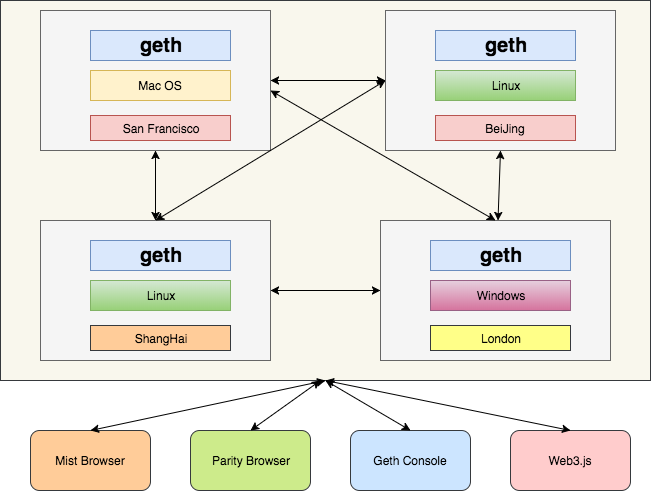 geth
Mac OS
San Francisco
geth
Linux
BeiJing
geth
Linux
ShangHai
geth
Windows
London
Mist Browser
Parity Browser
Geth Console
Web3.js